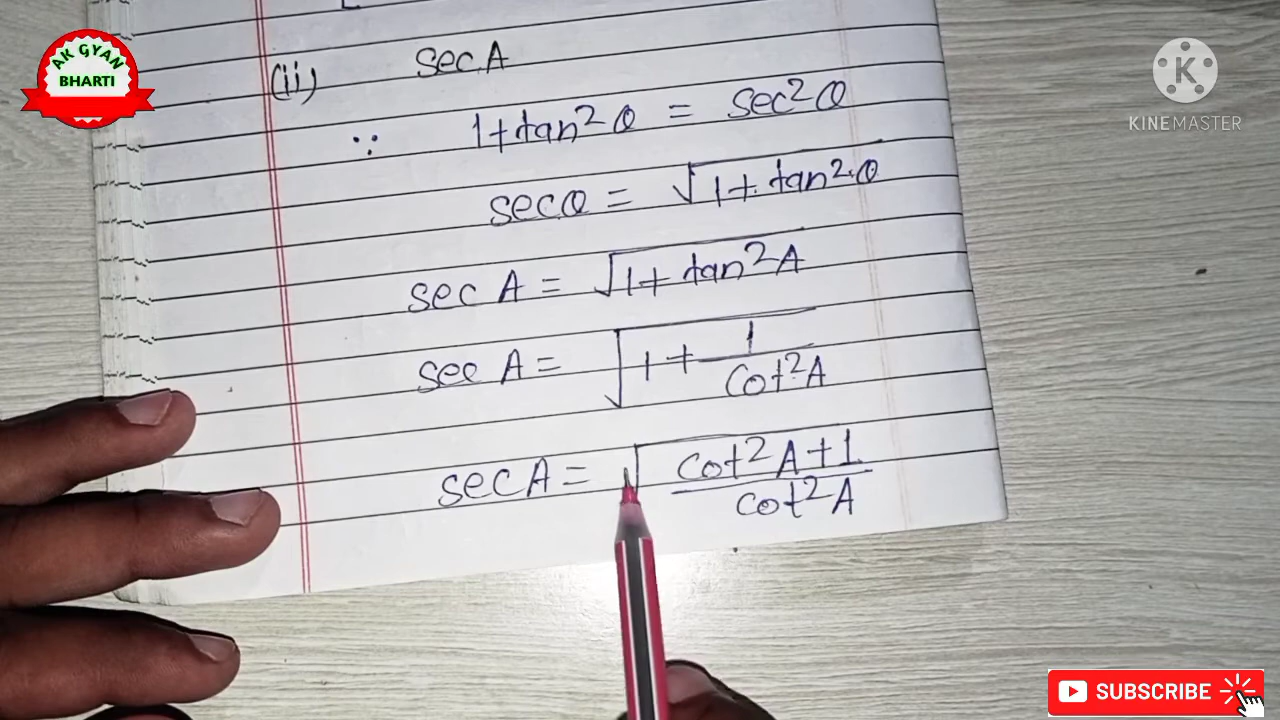 AK GYAN
BHARTI
K
KINEMASTER
(ii) sec A
∵ 1+tan²θ = sec²θ
secθ = √1+tan²θ
sec A = √1+tan²A
sec A = √1+1/cot²A
sec A = √cot²A+1/cot²A
SUBSCRIBE